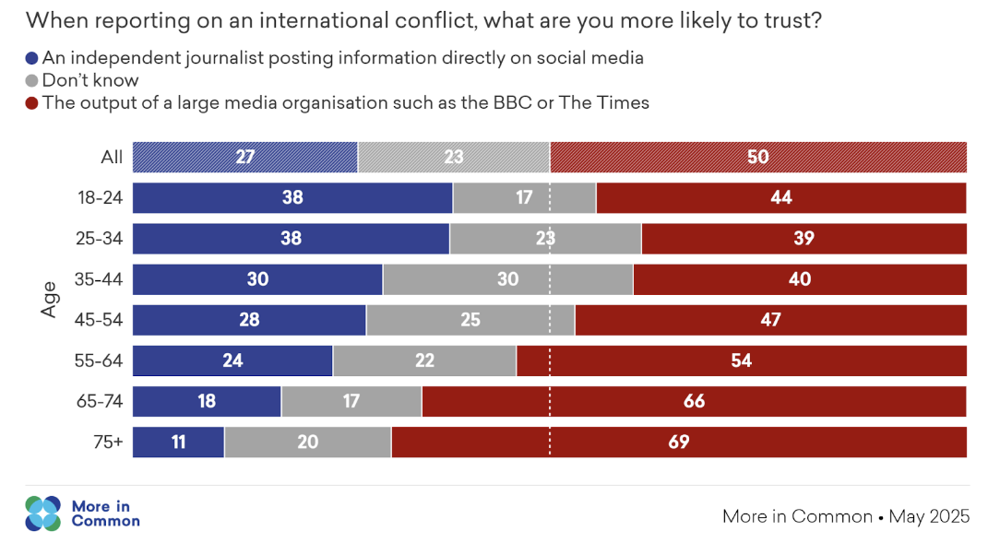 When reporting on an international conflict, what are you more likely to trust?
An independent journalist posting information directly on social media
Don't know
The output of a large media organisation such as the BBC or The Times
All 27 23 50
18-24 38 17 44
25-34 38 23 39
35-44 30 30 40
45-54 28 25 47
55-64 24 22 54
65-74 18 17 66
75+ 11 20 69
Age
More in
Common
More in Common • May 2025